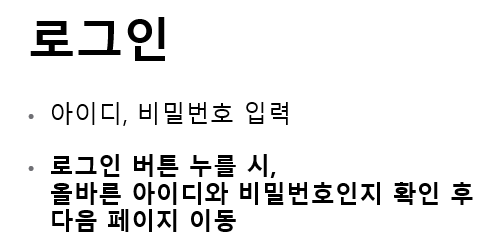 로그인
• 아이디, 비밀번호 입력
• 로그인 버튼 누를 시,
올바른 아이디와 비밀번호인지 확인 후
다음 페이지 이동